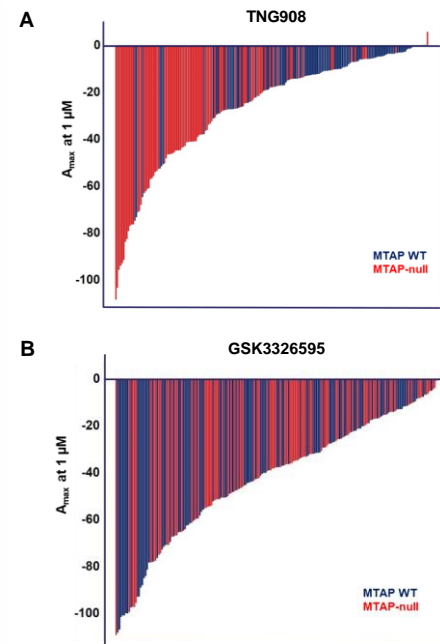 A
TNG908
0
-20
-40
-60
-80
-100
Amax at 1 µM
MTAP WT
MTAP-null
B
GSK3326595
0
-20
-40
-60
-80
-100
Amax at 1 µM
MTAP WT
MTAP-null